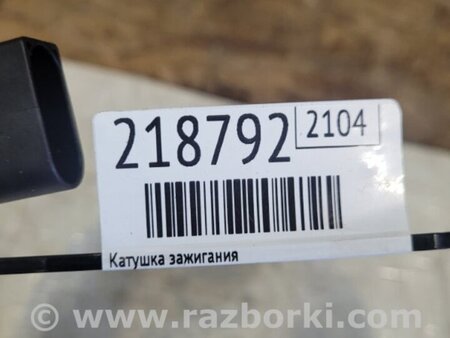 218792 2104
Катушка зажигания
© www.razborki.com